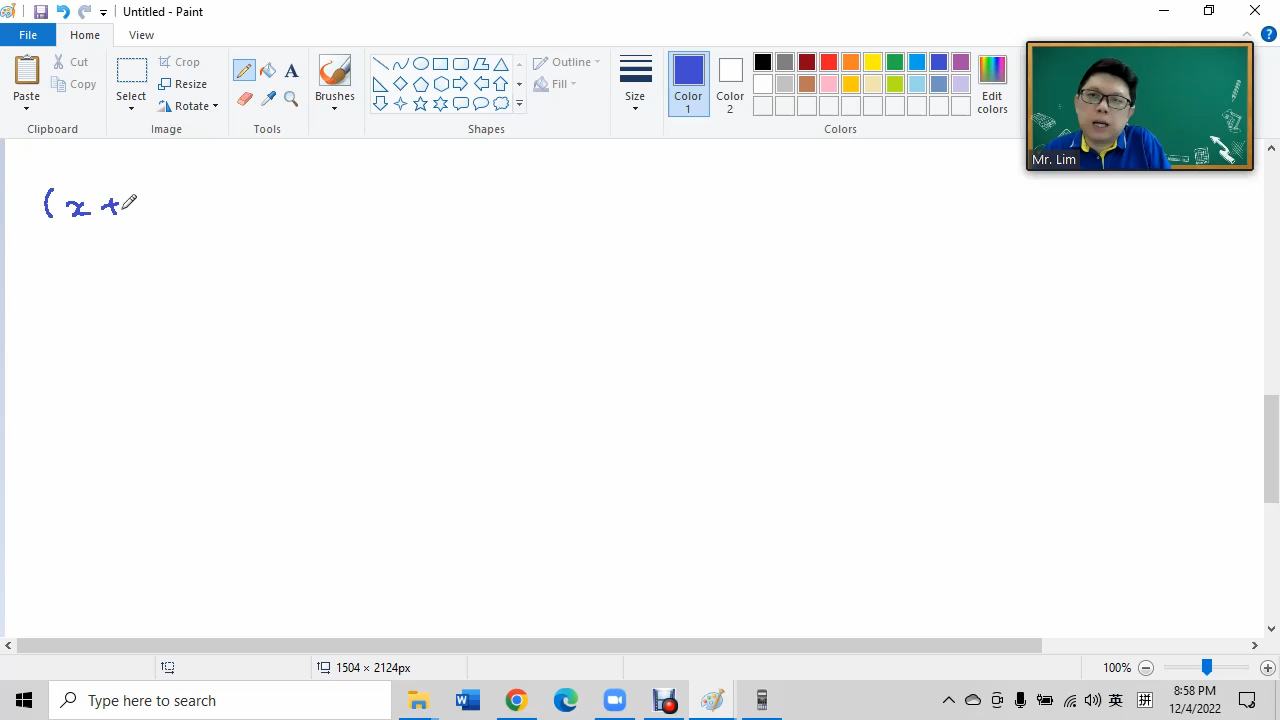 Untitled - Paint
File Home View
Paste
Cut
Copy
Clipboard
Select
Crop
Resize
Rotate
Image
Tools
Brushes
Shapes
Outline
Fill
Size
Color 1
Color 2
Edit colors
Colors
Mr. Lim
( x +
1504 × 2124px
100%
Type here to search
英
拼
8:58 PM
12/4/2022